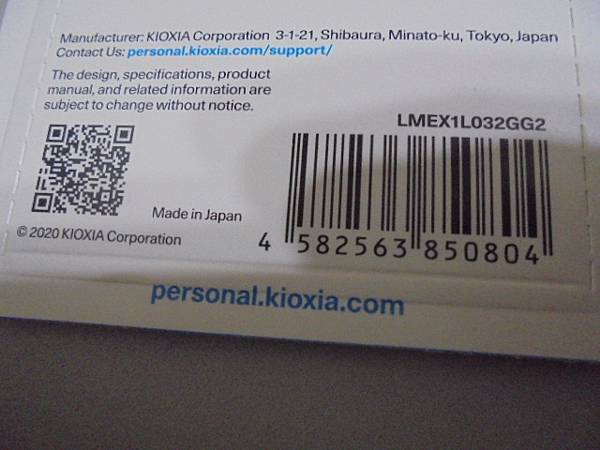 Manufacturer: KIOXIA Corporation 3-1-21, Shibaura, Minato-ku, Tokyo, Japan
Contact Us: personal.kioxia.com/support/
The design, specifications, product
manual, and related information are
subject to change without notice.
LMEX1L032GG2
Made in Japan
© 2020 KIOXIA Corporation
4 582563 850804
personal.kioxia.com